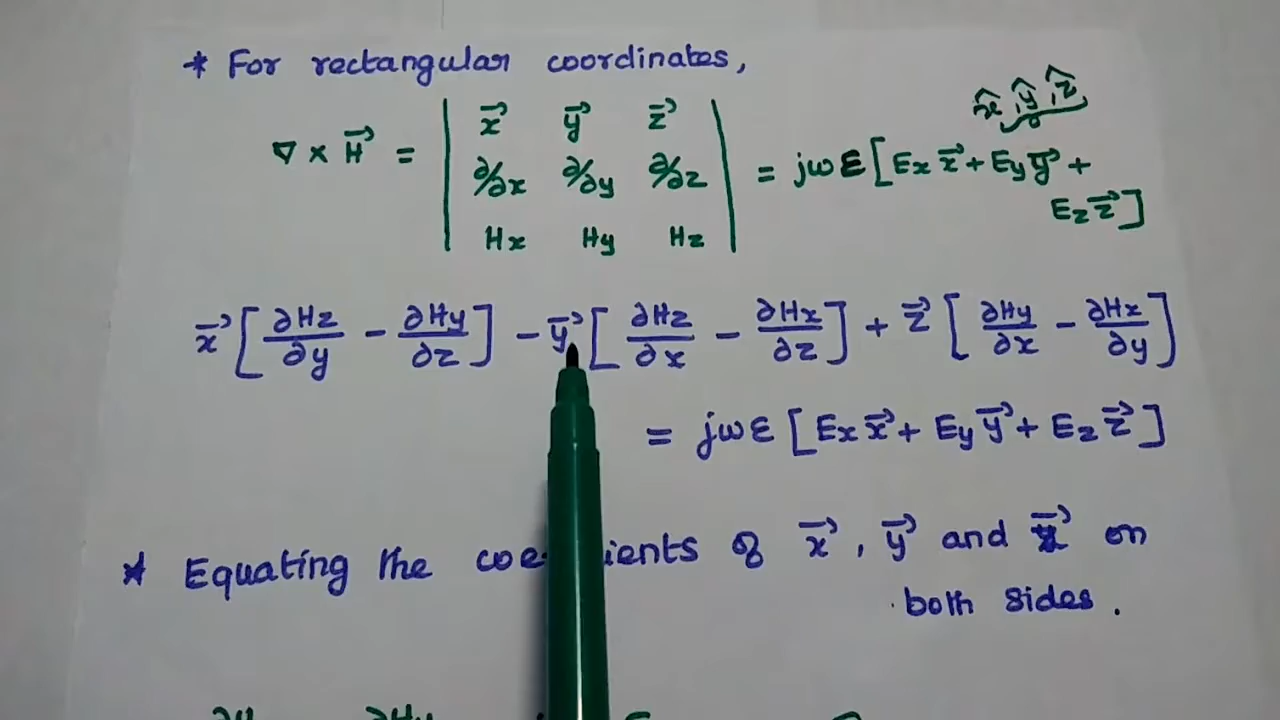 * For rectangular coordinates,
x̂, ŷ, ẑ
∇ × H⃗ = | x⃗ y⃗ z⃗ | = jωε [Ex x⃗ + Ey y⃗ +
∂/∂x ∂/∂y ∂/∂z
Ez z⃗]
Hx Hy Hz
x⃗ [∂Hz/∂y - ∂Hy/∂z] - y⃗ [∂Hz/∂x - ∂Hx/∂z] + z⃗ [∂Hy/∂x - ∂Hx/∂y]
= jωε [Ex x⃗ + Ey y⃗ + Ez z⃗]
* Equating the coe ients of x⃗, y⃗ and z⃗ on
both sides.